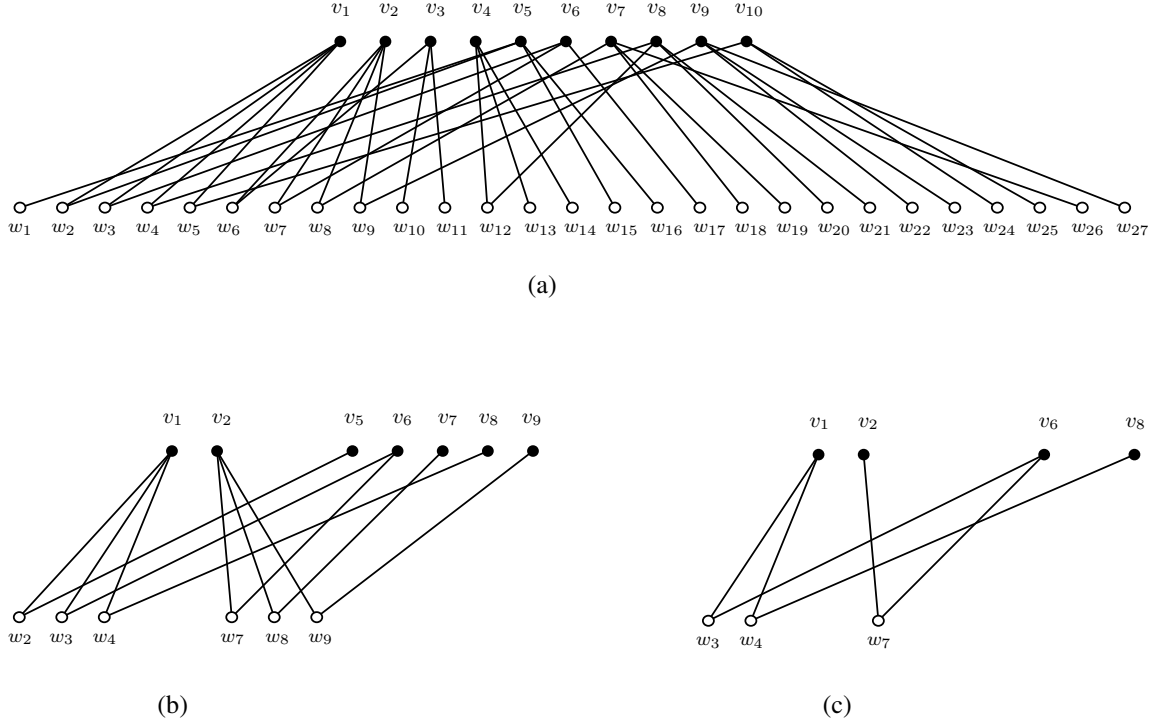 v₁ v₂ v₃ v₄ v₅ v₆ v₇ v₈ v₉ v₁₀
w₁ w₂ w₃ w₄ w₅ w₆ w₇ w₈ w₉ w₁₀ w₁₁ w₁₂ w₁₃ w₁₄ w₁₅ w₁₆ w₁₇ w₁₈ w₁₉ w₂₀ w₂₁ w₂₂ w₂₃ w₂₄ w₂₅ w₂₆ w₂₇
(a)
v₁ v₂ v₅ v₆ v₇ v₈ v₉
w₂ w₃ w₄ w₇ w₈ w₉
(b)
v₁ v₂ v₆ v₈
w₃ w₄ w₇
(c)